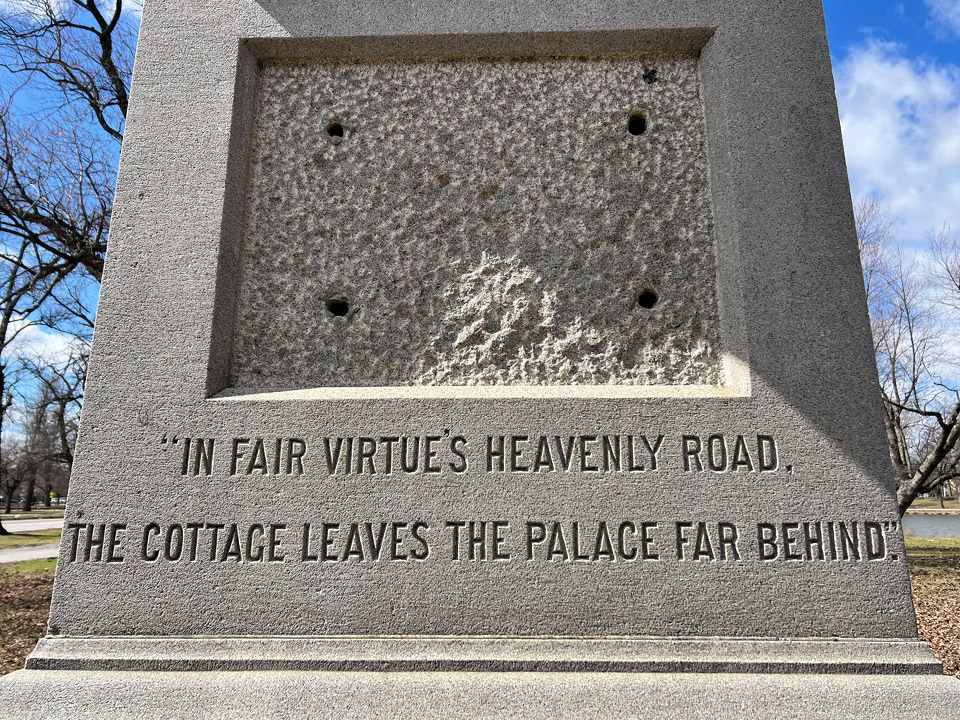 "IN FAIR VIRTUE'S HEAVENLY ROAD,
THE COTTAGE LEAVES THE PALACE FAR BEHIND."